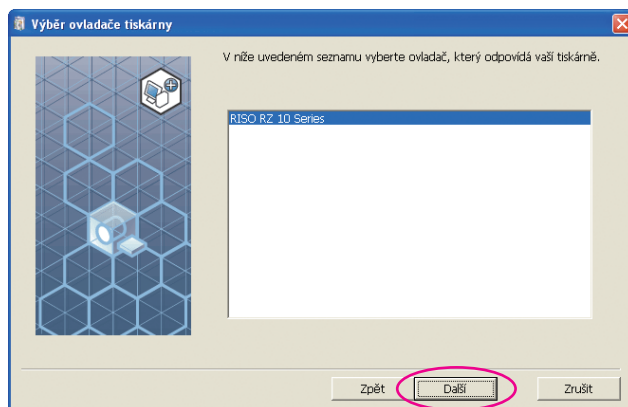 Výběr ovladače tiskárny
V níže uvedeném seznamu vyberte ovladač, který odpovídá vaší tiskárně.
RISO RZ 10 Series
Zpět
Další
Zrušit